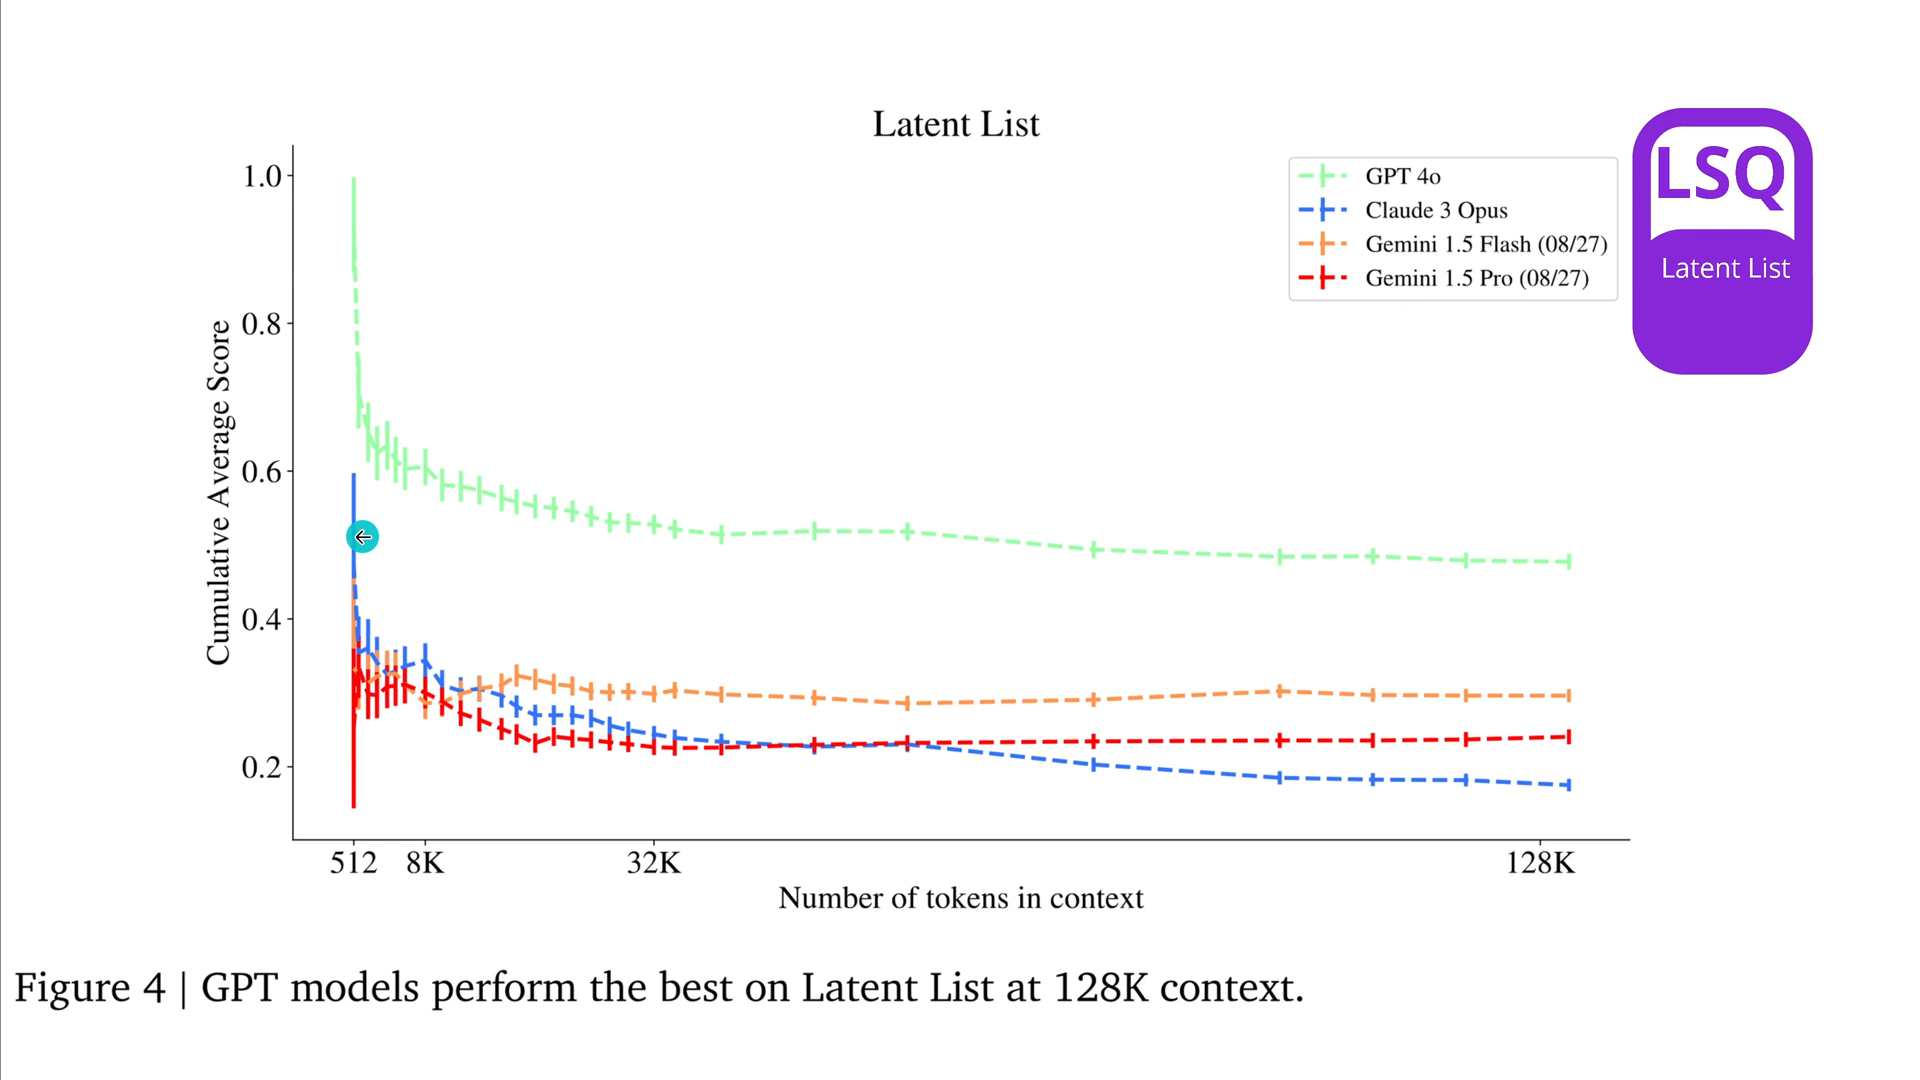 Latent List
1.0
0.8
0.6
0.4
0.2
Cumulative Average Score
GPT 4o
Claude 3 Opus
Gemini 1.5 Flash (08/27)
Gemini 1.5 Pro (08/27)
LSQ
Latent List
512 8K 32K 128K
Number of tokens in context
Figure 4 | GPT models perform the best on Latent List at 128K context.